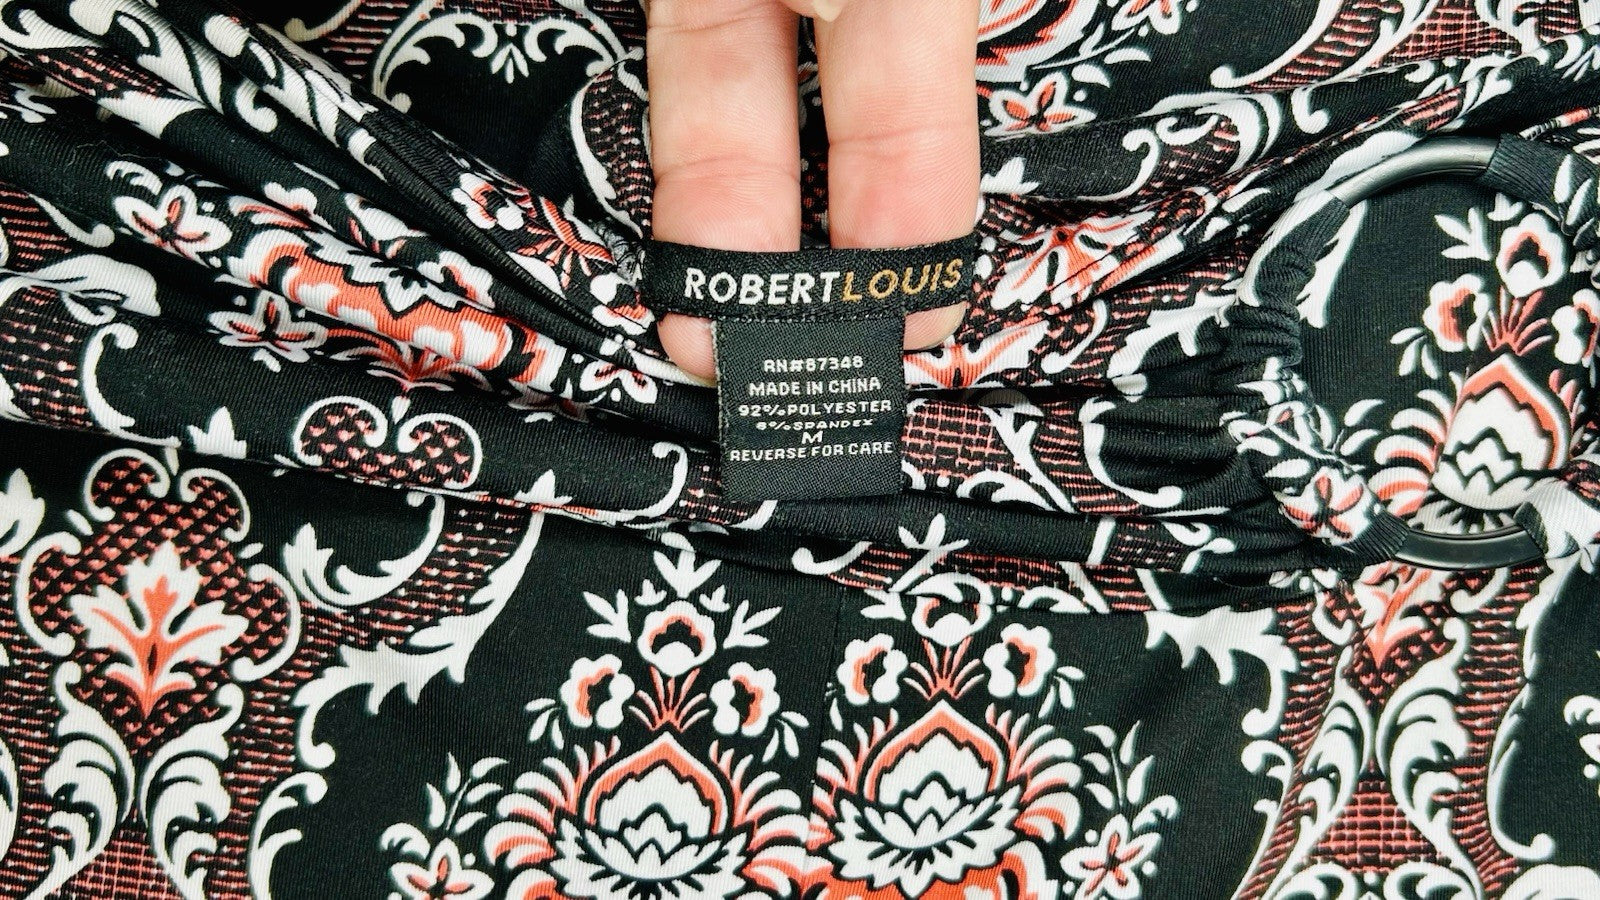 ROBERTLOUIS
RN#87348
MADE IN CHINA
92%POLYESTER
8%SPANDEX
M
REVERSE FOR CARE